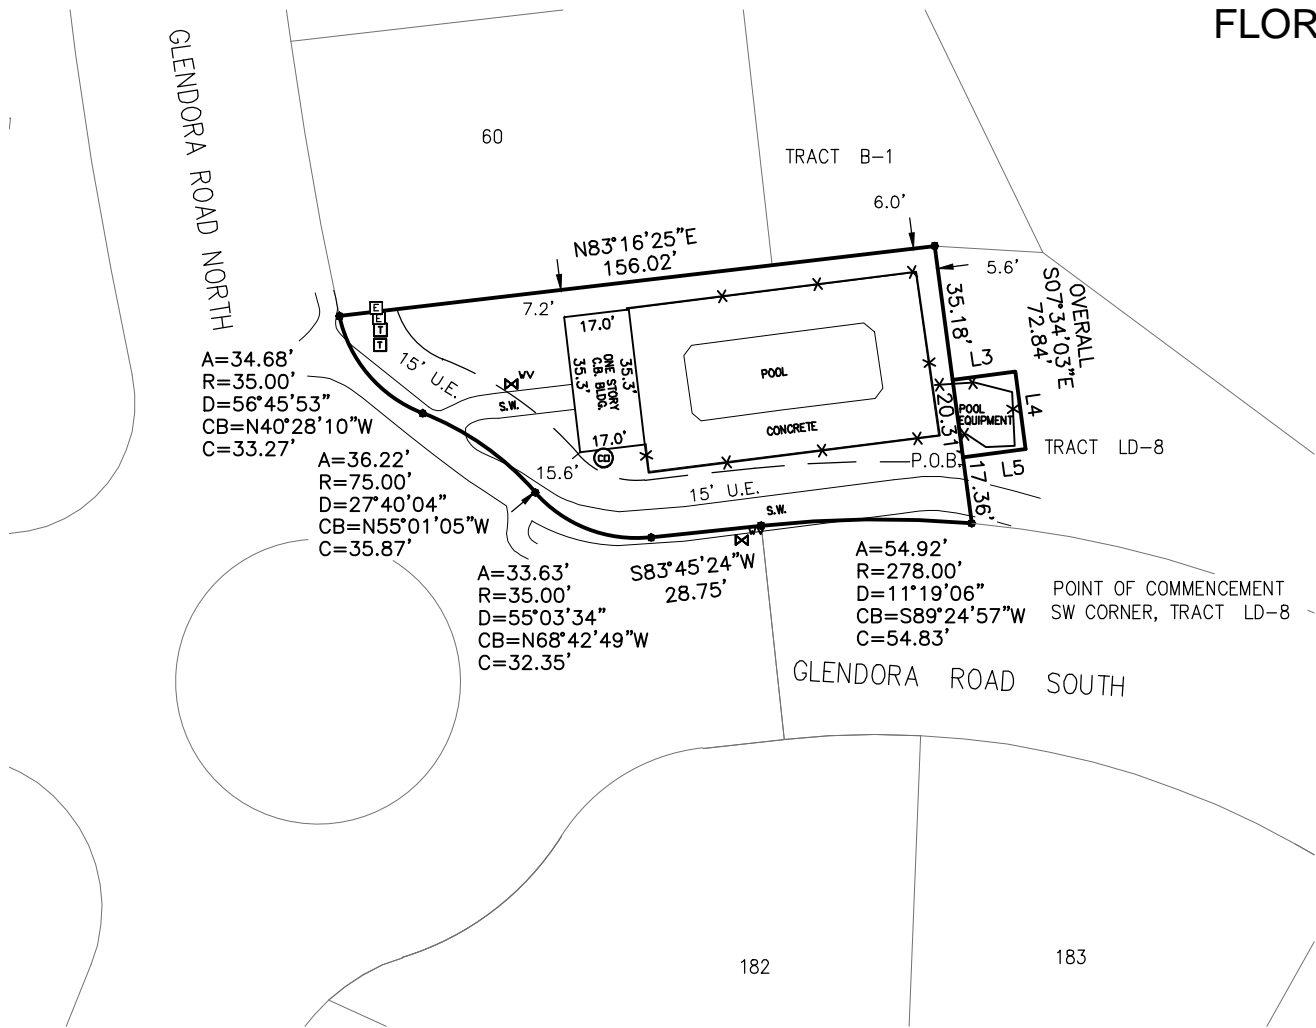 FLOR
GLENDORA ROAD NORTH
60
TRACT B-1
6.0'
N83°16'25"E
156.02'
5.6'
OVERALL
S07°34'03"E
72.84'
7.2'
35.18'
E
E
T
T
17.0'
35.3'
ONE STORY
C.B. BLDG.
35.3'
17.0'
POOL
CONCRETE
L3
L4
L5
POOL
EQUIPMENT
20.31'
P.O.B.
17.36'
TRACT LD-8
15' U.E.
WV
S.W.
15.6'
15' U.E.
S.W.
WV
A=34.68'
R=35.00'
D=56°45'53"
CB=N40°28'10"W
C=33.27'
A=36.22'
R=75.00'
D=27°40'04"
CB=N55°01'05"W
C=35.87'
A=33.63'
R=35.00'
D=55°03'34"
CB=N68°42'49"W
C=32.35'
S83°45'24"W
28.75'
A=54.92'
R=278.00'
D=11°19'06"
CB=S89°24'57"W
C=54.83'
POINT OF COMMENCEMENT
SW CORNER, TRACT LD-8
GLENDORA ROAD SOUTH
182
183